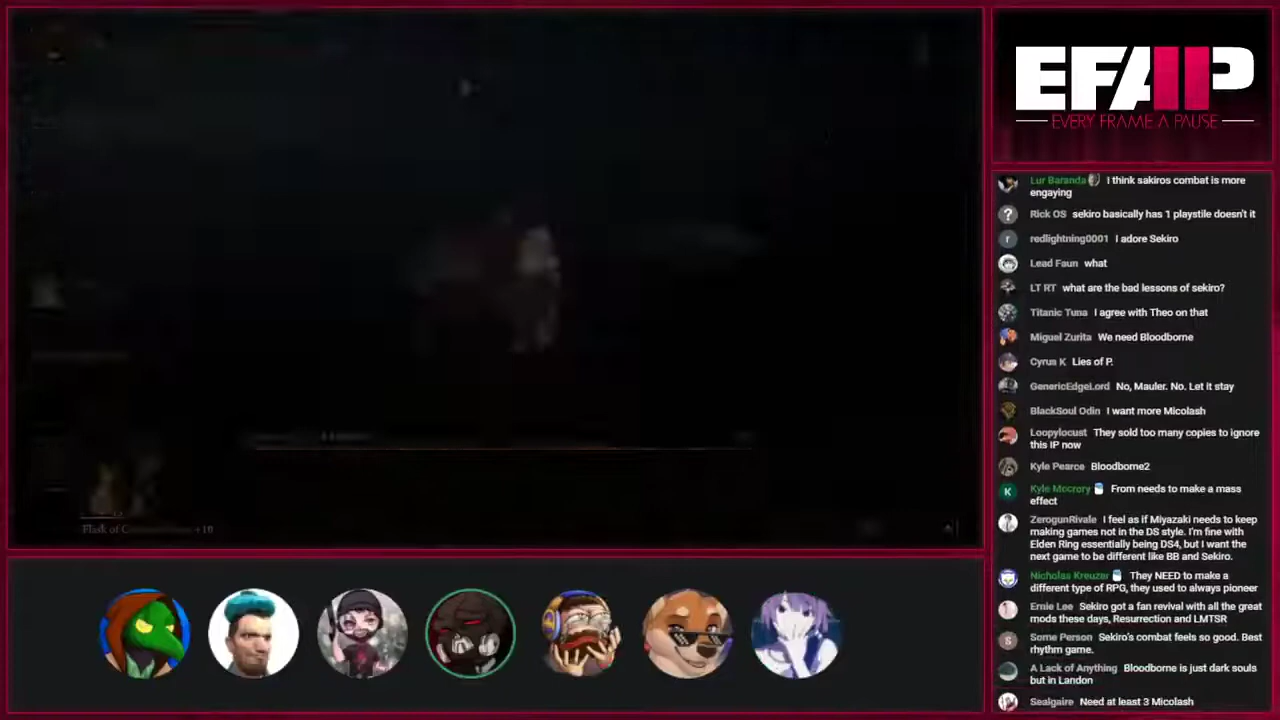 EFAP
EVERY FRAME A PAUSE
Lur Baranda I think sakiros combat is more
engaying
Rick OS sekiro basically has 1 playstile doesn't it
redlightning0001 I adore Sekiro
Lead Faun what
LT RT what are the bad lessons of sekiro?
Titanic Tuna I agree with Theo on that
Miguel Zurita We need Bloodborne
Cyrus K Lies of P.
GenericEdgeLord No, Mauler. No. Let it stay
BlackSoul Odin I want more Micolash
Loopylocust They sold too many copies to ignore
this IP now
Kyle Pearce Bloodborne2
Kyle Mccrory From needs to make a mass
effect
ZerogunRivale I feel as if Miyazaki needs to keep
making games not in the DS style. I'm fine with
Elden Ring essentially being DS4, but I want the
next game to be different like BB and Sekiro.
Nicholas Kreuzer They NEED to make a
different type of RPG, they used to always pioneer
Ernie Lee Sekiro got a fan revival with all the great
mods these days, Resurrection and LMTSR
Some Person Sekiro's combat feels so good. Best
rhythm game.
A Lack of Anything Bloodborne is just dark souls
but in Landon
Sealgaire Need at least 3 Micolash
Flask of +10